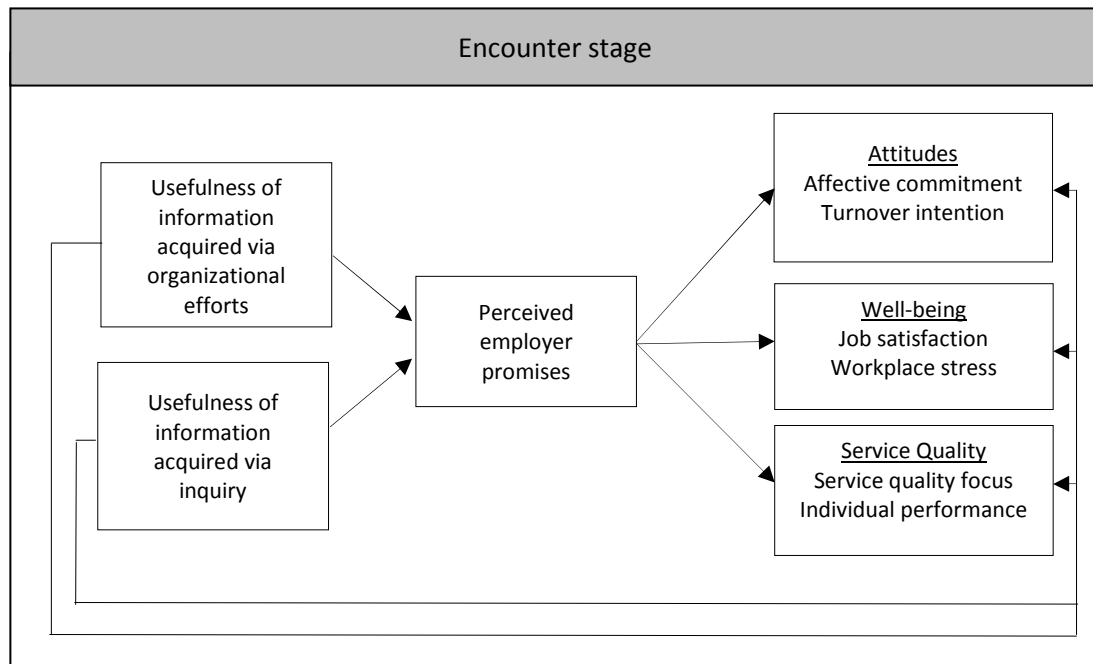 Encounter stage
Usefulness of
information
acquired via
organizational
efforts
Usefulness of
information
acquired via
inquiry
Perceived
employer
promises
Attitudes
Affective commitment
Turnover intention
Well-being
Job satisfaction
Workplace stress
Service Quality
Service quality focus
Individual performance